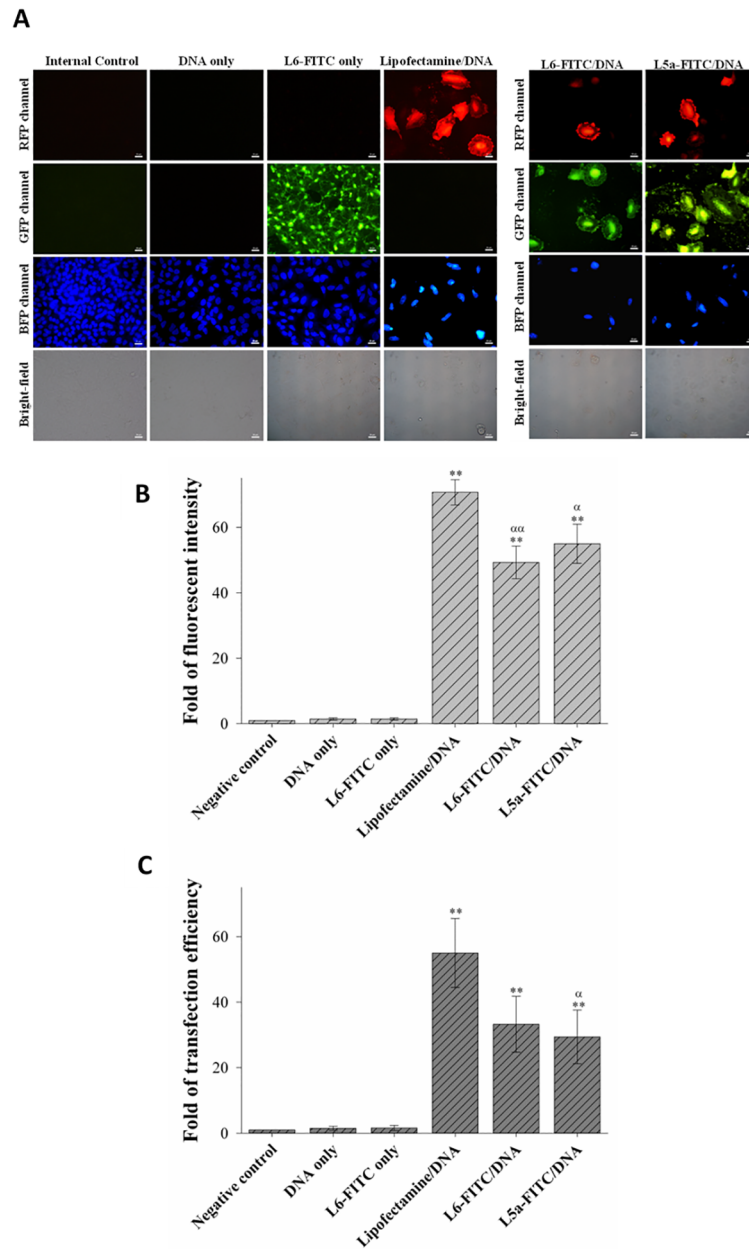 A
Internal Control DNA only L6-FITC only Lipofectamine/DNA L6-FITC/DNA L5a-FITC/DNA
RFP channel RFP channel
GFP channel GFP channel
BFP channel BFP channel
Bright-field Bright-field
B
Fold of fluorescent intensity
60
40
20
0
**
αα
**
α
**
Negative control DNA only L6-FITC only Lipofectamine/DNA L6-FITC/DNA L5a-FITC/DNA
C
Fold of transfection efficiency
60
40
20
0
**
**
α
**
Negative control DNA only L6-FITC only Lipofectamine/DNA L6-FITC/DNA L5a-FITC/DNA